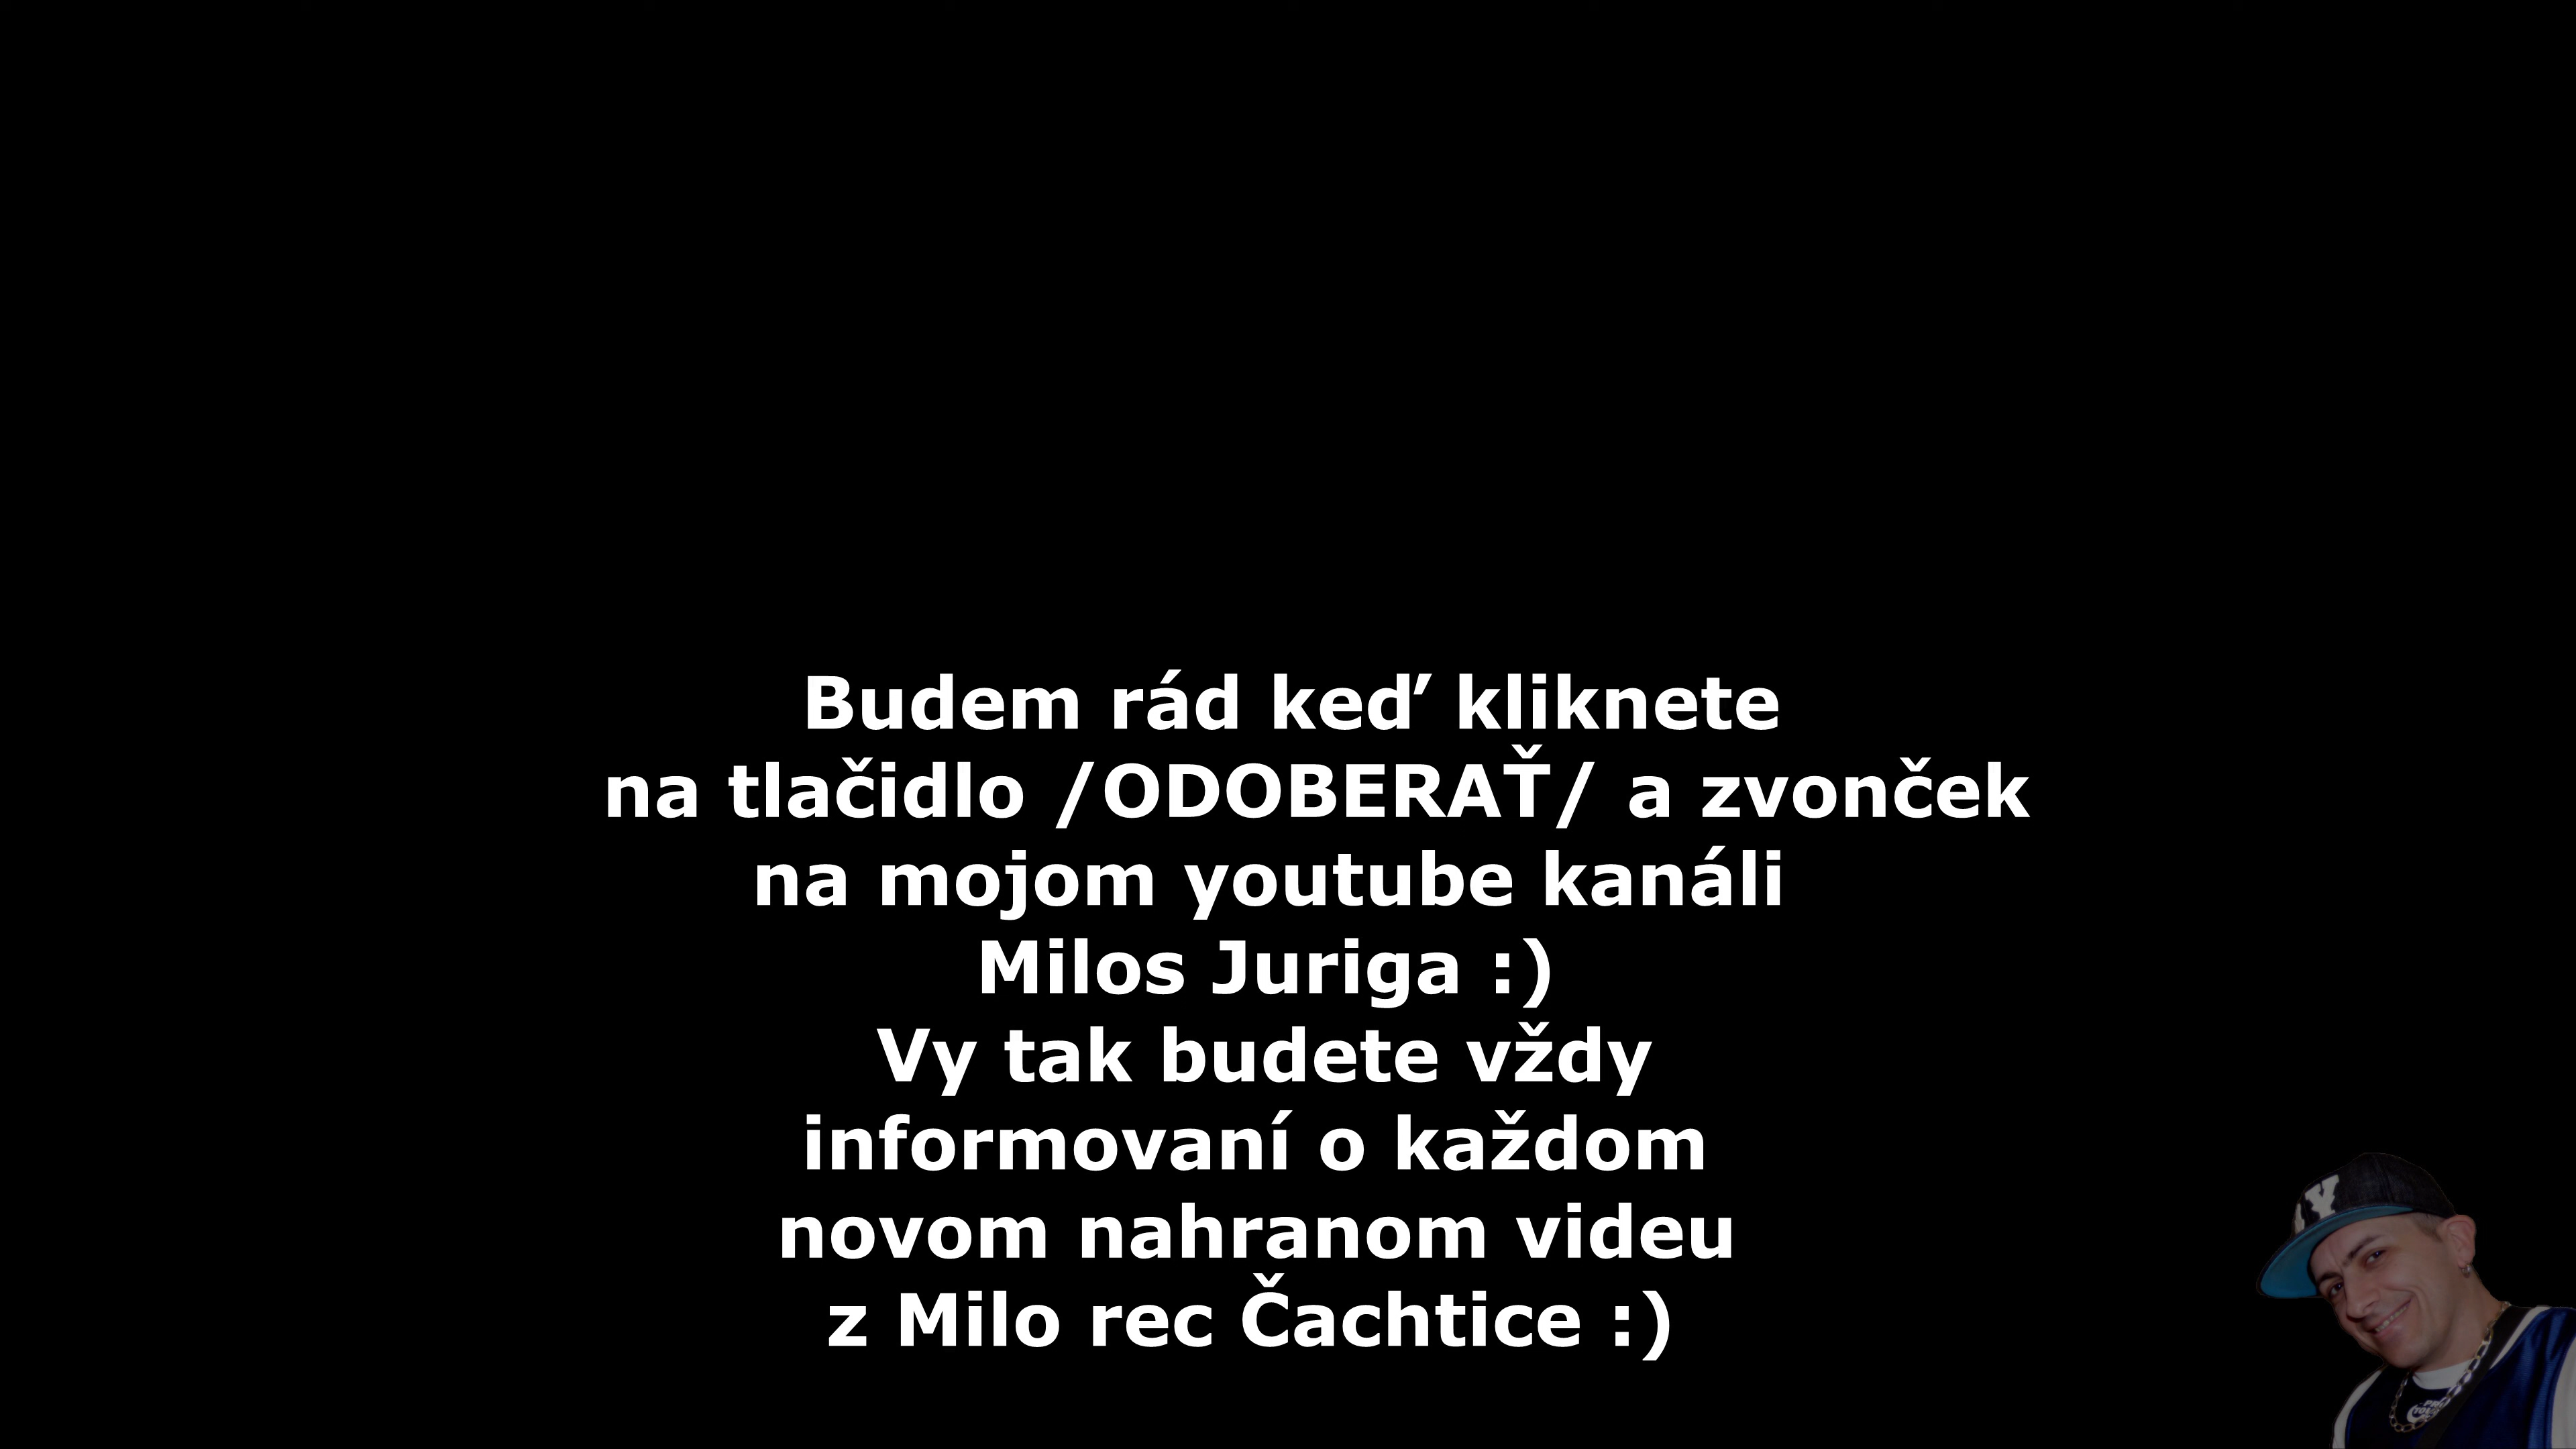 Budem rád keď kliknete
na tlačidlo /ODOBERAŤ/ a zvonček
na mojom youtube kanáli
Milos Juriga :)
Vy tak budete vždy
informovaní o každom
novom nahranom videu
z Milo rec Čachtice :)